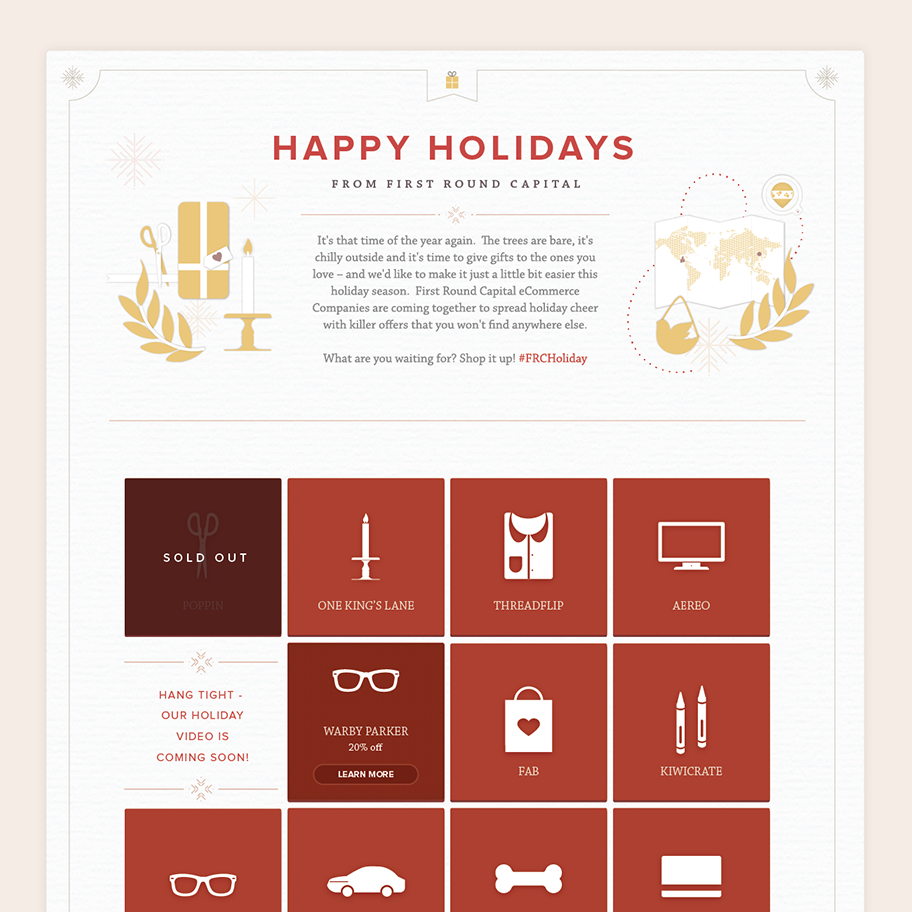 HAPPY HOLIDAYS
FROM FIRST ROUND CAPITAL
It's that time of the year again. The trees are bare, it's
chilly outside and it's time to give gifts to the ones you
love – and we'd like to make it just a little bit easier this
holiday season. First Round Capital eCommerce
Companies are coming together to spread holiday cheer
with killer offers that you won't find anywhere else.
What are you waiting for? Shop it up! #FRCHoliday
SOLD OUT
POPPIN
ONE KING'S LANE
THREADFLIP
AEREO
HANG TIGHT -
OUR HOLIDAY
VIDEO IS
COMING SOON!
WARBY PARKER
20% off
LEARN MORE
FAB
KIWICRATE